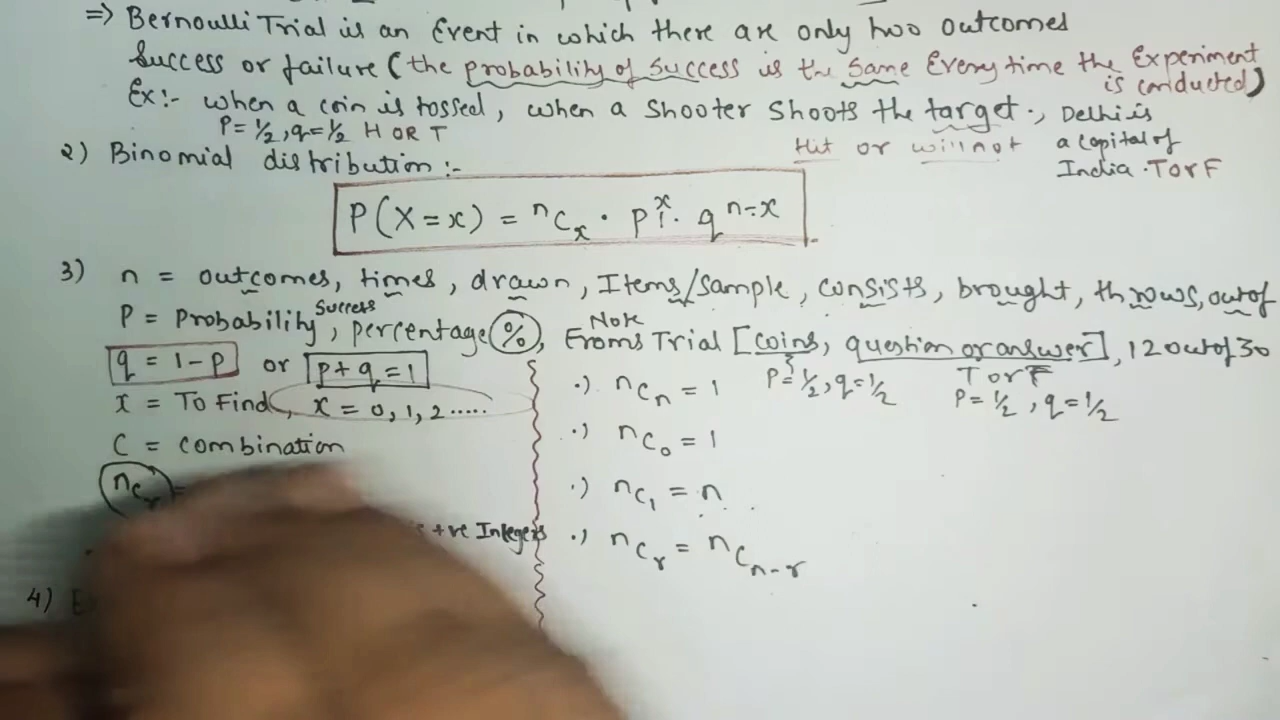 => Bernoulli Trial is an Event in which there are only two outcomes
Success or failure (the probability of success is the same Every time the Experiment is conducted)
Ex:- when a coin is tossed, when a shooter shoots the target., Delhi is a capital of India. T or F
P=1/2, q=1/2 H OR T
Hit or will not
2) Binomial distribution:-
P(X=x) = nCx . p^x . q^n-x
3) n = outcomes, times, drawn, Items/sample, consists, brought, throws, out of
P = Probability, Success percentage (%), From Trial [coins, question or answer], 12 out of 30
Note
q = 1-p or p+q=1
P=1/2, q=1/2
T or F
P=1/2, q=1/2
x = To Find, x = 0, 1, 2.....
C = combination
nCr =
+ve Integers
4) E
.) nCn = 1
.) nC0 = 1
.) nC1 = n
.) nCr = nCn-r